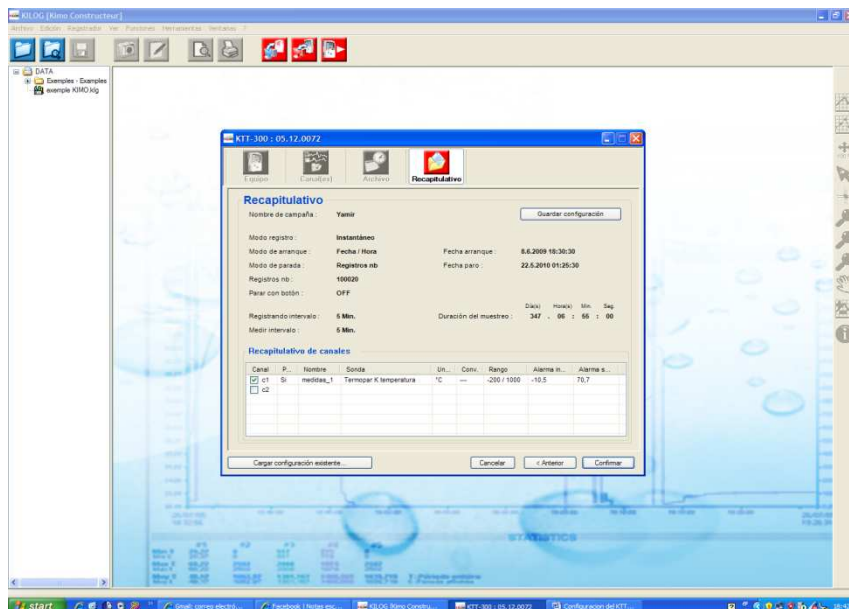 KILOG [Kimo Constructeur]
Archivo Edición Registrador Ver Funciones Herramientas Ventanas ?
DATA
Exemples - Examples
exemple KIMO.klg
KTT-300 : 05.12.0072
Equipo Canal(es) Archivo Recapitulativo
Recapitulativo
Nombre de campaña : Yamir Guardar configuración
Modo registro : Instantáneo
Modo de arranque : Fecha / Hora Fecha arranque : 8.6.2009 18:30:30
Modo de parada : Registros nb Fecha paro : 22.5.2010 01:25:30
Registros nb : 100020
Parar con botón : OFF
Día(s) Hora(s) Min. Seg.
Registrando intervalo : 5 Min. Duración del muestreo : 347 . 06 : 55 : 00
Medir intervalo : 5 Min.
Recapitulativo de canales
Canal P... Nombre Sonda Un... Conv. Rango Alarma in... Alarma s...
c1 Si medidas_1 Termopar K temperatura °C --- -200 / 1000 -10,5 70,7
c2
Cargar configuración existente... Cancelar < Anterior Confirmar
STATISTICS
start Gmail: correo electró... Facebook | Notas esc... KILOG [Kimo Constru... KTT-300 : 05.12.0072 Configuracion del KTT...